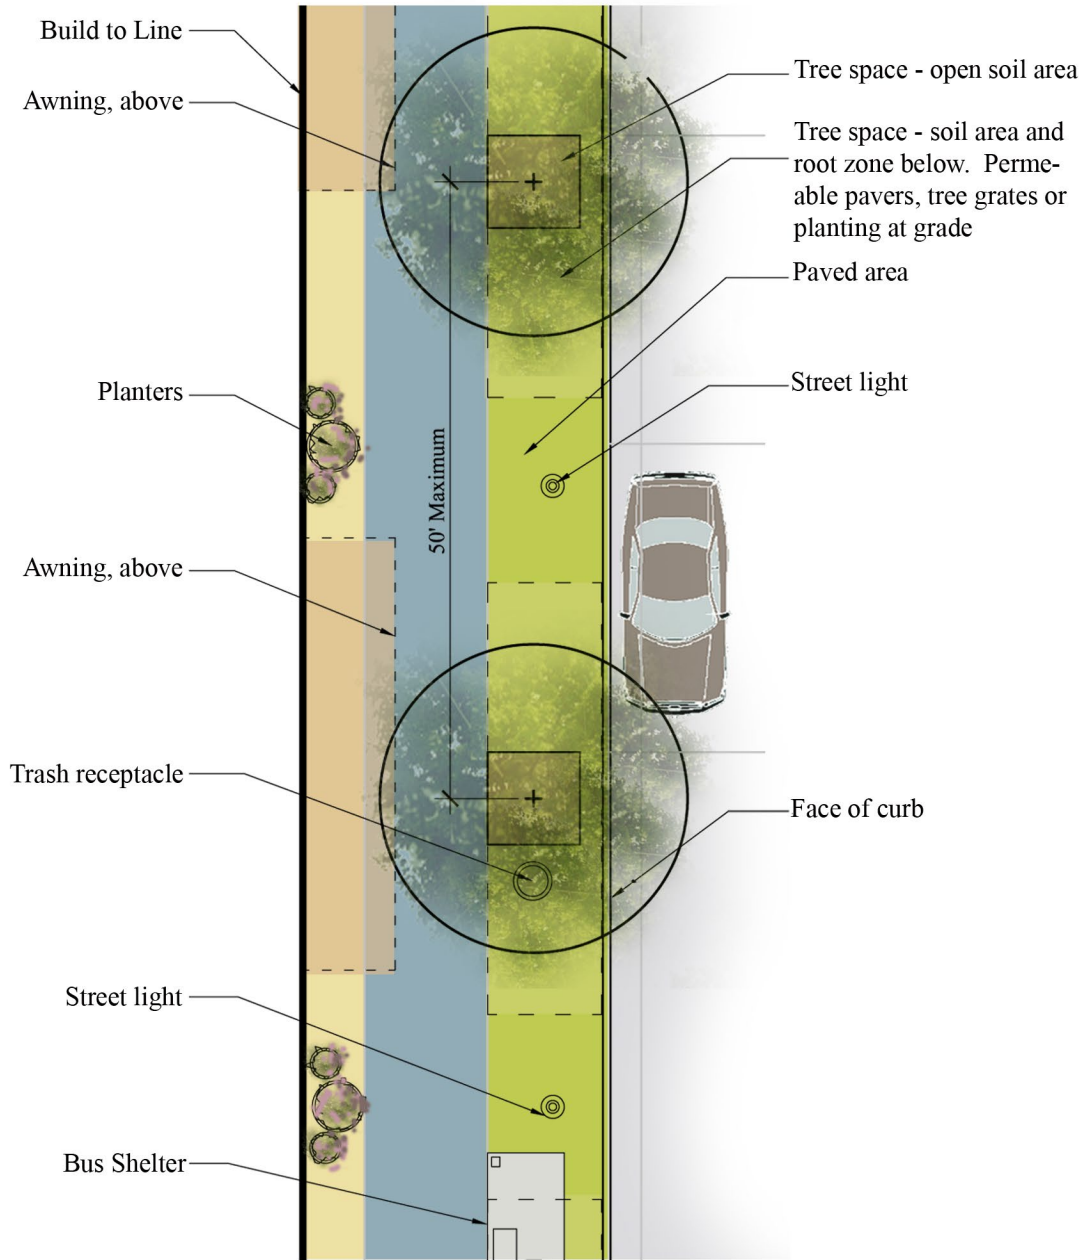 Build to Line
Awning, above
Tree space - open soil area
Tree space - soil area and
root zone below.  Perme-
able pavers, tree grates or
planting at grade
Paved area
Planters
Street light
50' Maximum
Awning, above
Trash receptacle
Face of curb
Street light
Bus Shelter